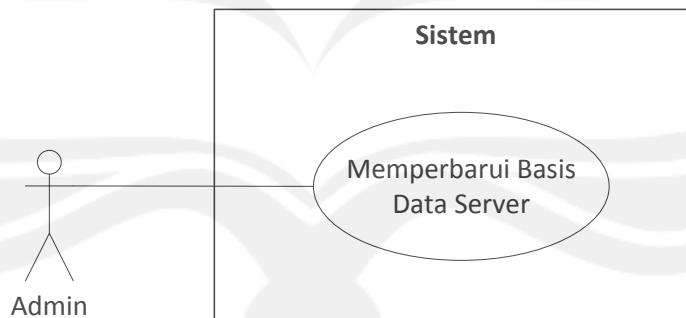 Sistem
Memperbarui Basis
Data Server
Admin